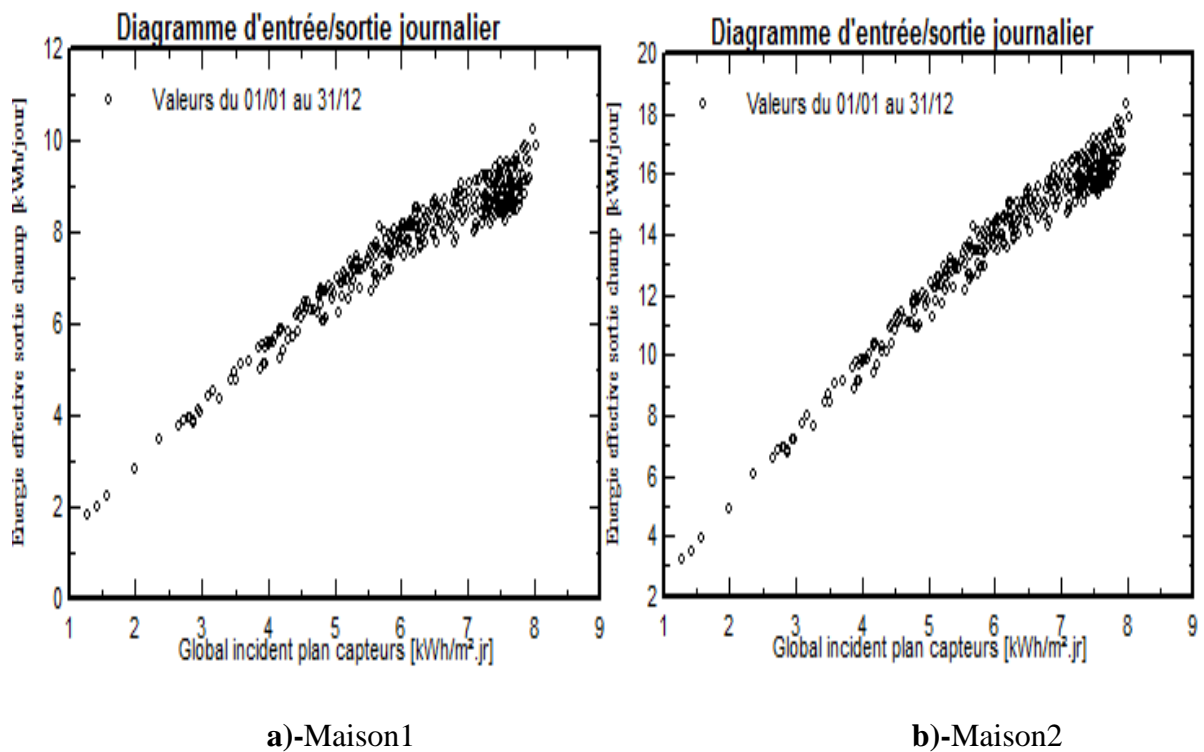 Diagramme d'entrée/sortie journalier
Valeurs du 01/01 au 31/12
Energie effective sortie champ [kWh/jour]
12
10
8
6
4
2
0
1 2 3 4 5 6 7 8 9
Global incident plan capteurs [kWh/m².jr]
a)-Maison1
Diagramme d'entrée/sortie journalier
Valeurs du 01/01 au 31/12
Energie effective sortie champ [kWh/jour]
20
18
16
14
12
10
8
6
4
2
1 2 3 4 5 6 7 8 9
Global incident plan capteurs [kWh/m².jr]
b)-Maison2